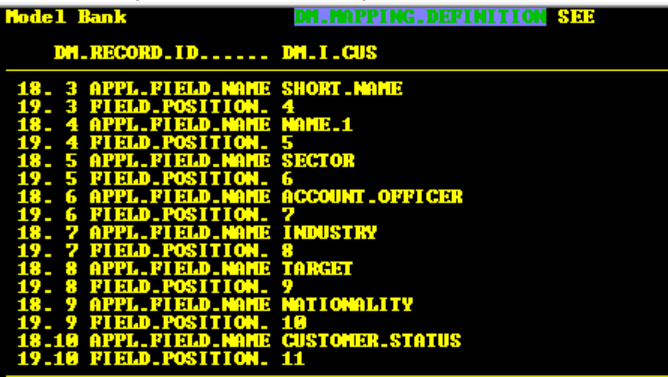 Model Bank DM.MAPPING.DEFINITION SEE
DM.RECORD.ID...... DM.I.CUS
18. 3 APPL.FIELD.NAME SHORT.NAME
19. 3 FIELD.POSITION. 4
18. 4 APPL.FIELD.NAME NAME.1
19. 4 FIELD.POSITION. 5
18. 5 APPL.FIELD.NAME SECTOR
19. 5 FIELD.POSITION. 6
18. 6 APPL.FIELD.NAME ACCOUNT.OFFICER
19. 6 FIELD.POSITION. 7
18. 7 APPL.FIELD.NAME INDUSTRY
19. 7 FIELD.POSITION. 8
18. 8 APPL.FIELD.NAME TARGET
19. 8 FIELD.POSITION. 9
18. 9 APPL.FIELD.NAME NATIONALITY
19. 9 FIELD.POSITION. 10
18.10 APPL.FIELD.NAME CUSTOMER.STATUS
19.10 FIELD.POSITION. 11